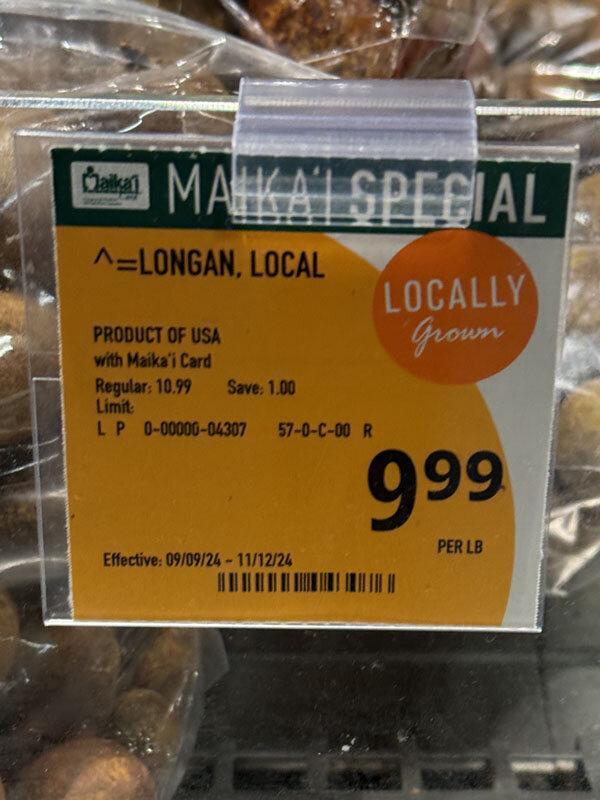 Maika'i
MAIKA'I SPECIAL
^=LONGAN, LOCAL
LOCALLY
Grown
PRODUCT OF USA
with Maika'i Card
Regular: 10.99 Save: 1.00
Limit:
L P 0-00000-04307 57-0-C-00 R
9.99
PER LB
Effective: 09/09/24 - 11/12/24